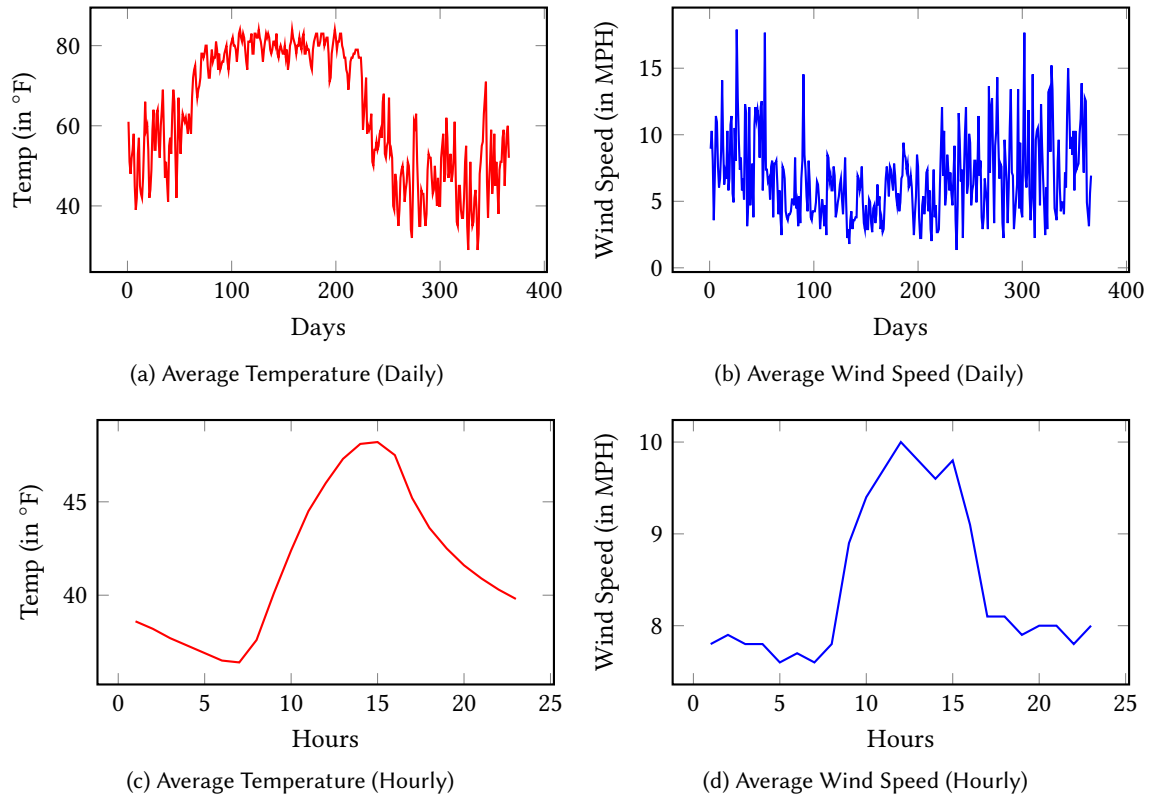 80
60
40
Temp (in °F)
0 100 200 300 400
Days
(a) Average Temperature (Daily)
15
10
5
0
Wind Speed (in MPH)
0 100 200 300 400
Days
(b) Average Wind Speed (Daily)
45
40
Temp (in °F)
0 5 10 15 20 25
Hours
(c) Average Temperature (Hourly)
10
9
8
Wind Speed (in MPH)
0 5 10 15 20 25
Hours
(d) Average Wind Speed (Hourly)